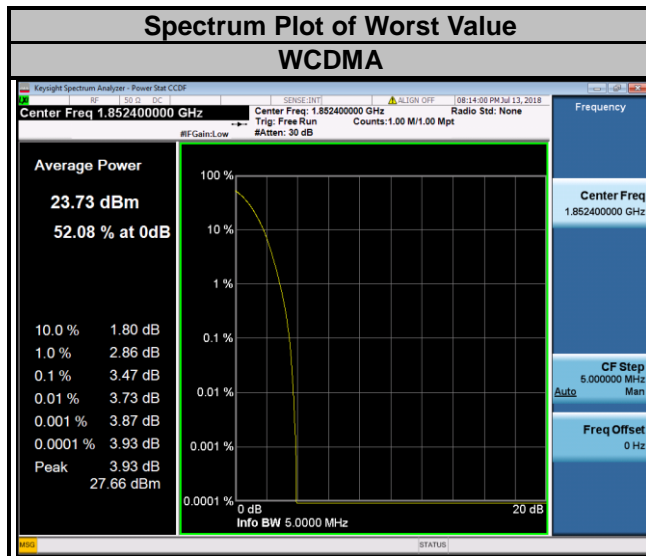 Spectrum Plot of Worst Value
WCDMA
Keysight Spectrum Analyzer - Power Stat CCDF
RF 50 Ω DC SENSE:INT ALIGN OFF 08:14:00 PM Jul 13, 2018
Center Freq 1.852400000 GHz
Center Freq: 1.852400000 GHz Radio Std: None
Trig: Free Run Counts:1.00 M/1.00 Mpt
#IFGain:Low #Atten: 30 dB
Frequency
Average Power
23.73 dBm
52.08 % at 0dB
10.0 % 1.80 dB
1.0 % 2.86 dB
0.1 % 3.47 dB
0.01 % 3.73 dB
0.001 % 3.87 dB
0.0001 % 3.93 dB
Peak 3.93 dB
27.66 dBm
100 %
10 %
1 %
0.1 %
0.01 %
0.001 %
0.0001 %
0 dB 20 dB
Info BW 5.0000 MHz
Center Freq
1.852400000 GHz
CF Step
5.000000 MHz
Auto Man
Freq Offset
0 Hz
MSG STATUS